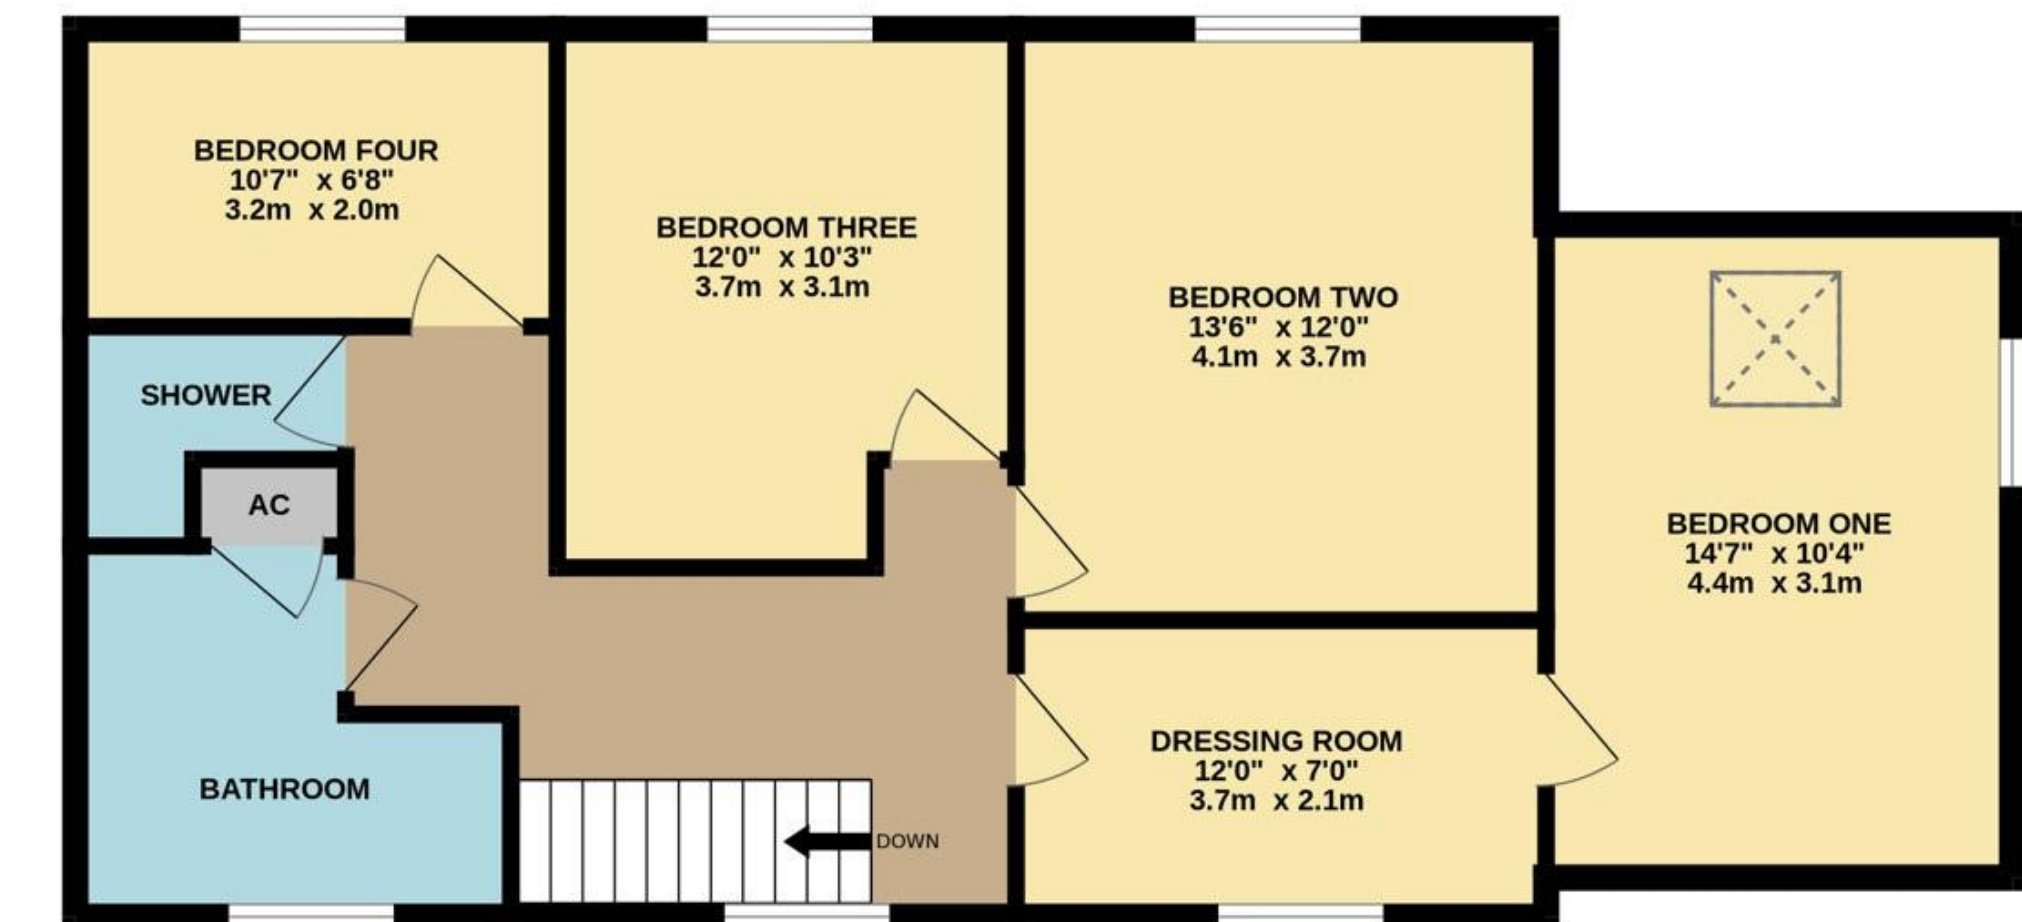 BEDROOM FOUR
10'7" x 6'8"
3.2m x 2.0m
BEDROOM THREE
12'0" x 10'3"
3.7m x 3.1m
BEDROOM TWO
13'6" x 12'0"
4.1m x 3.7m
SHOWER
AC
BEDROOM ONE
14'7" x 10'4"
4.4m x 3.1m
BATHROOM
DRESSING ROOM
12'0" x 7'0"
3.7m x 2.1m
DOWN